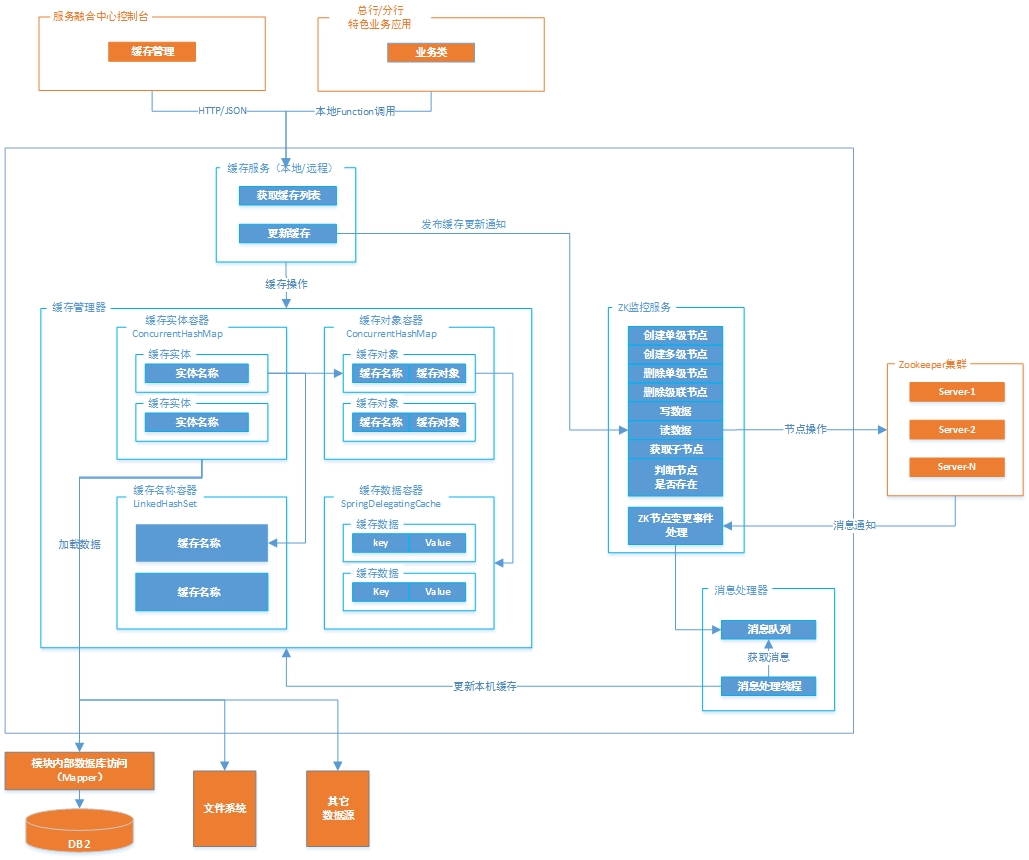 服务融合中心控制台
缓存管理
总行/分行
特色业务应用
业务类
HTTP/JSON
本地Function调用
缓存服务（本地/远程）
获取缓存列表
更新缓存
发布缓存更新通知
缓存操作
缓存管理器
缓存实体容器
ConcurrentHashMap
缓存实体
实体名称
缓存实体
实体名称
缓存对象容器
ConcurrentHashMap
缓存对象
缓存名称
缓存对象
缓存对象
缓存名称
缓存对象
缓存名称容器
LinkedHashSet
缓存名称
缓存名称
缓存数据容器
SpringDelegatingCache
缓存数据
key
Value
缓存数据
Key
Value
加载数据
ZK监控服务
创建单级节点
创建多级节点
删除单级节点
删除级联节点
写数据
读数据
获取子节点
判断节点
是否存在
ZK节点变更事件
处理
节点操作
Zookeeper集群
Server-1
Server-2
Server-N
消息通知
消息处理器
消息队列
获取消息
消息处理线程
更新本机缓存
模块内部数据库访问
（Mapper）
DB2
文件系统
其它
数据源